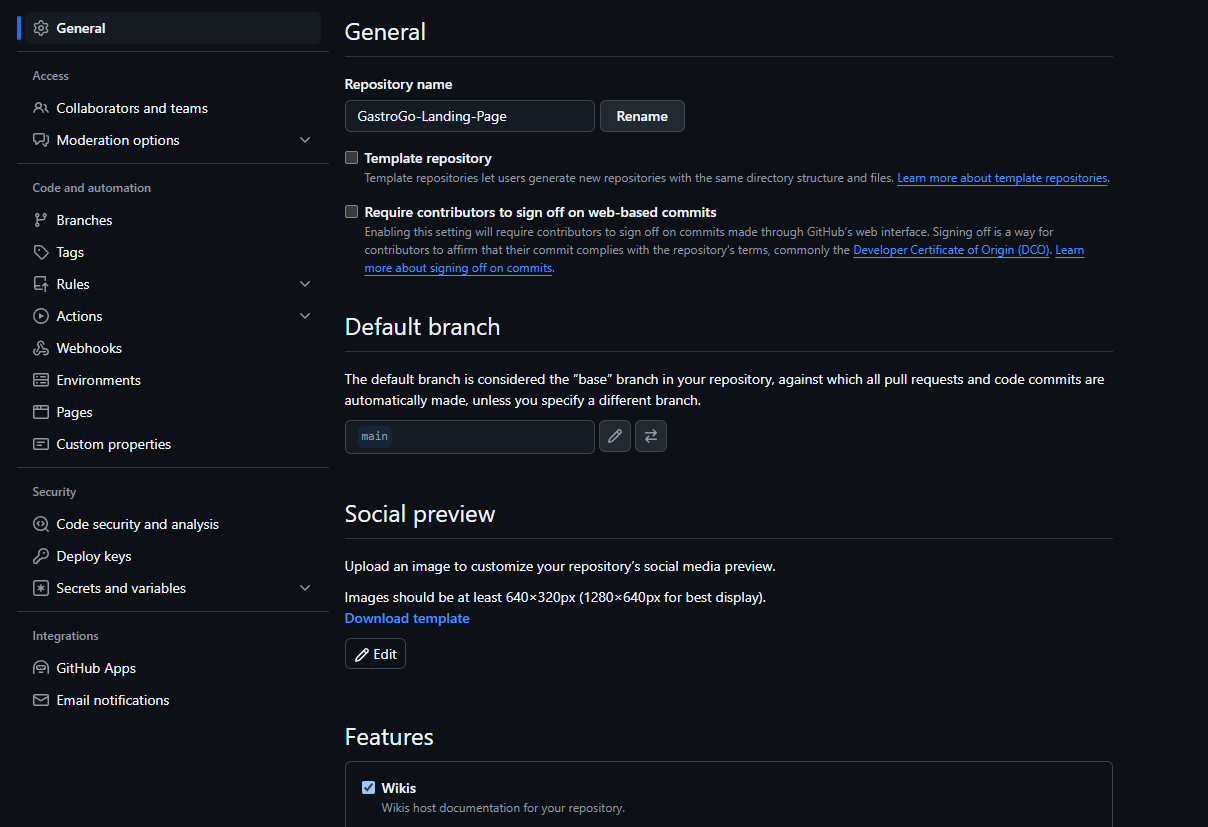 General
Access
Collaborators and teams
Moderation options
Code and automation
Branches
Tags
Rules
Actions
Webhooks
Environments
Pages
Custom properties
Security
Code security and analysis
Deploy keys
Secrets and variables
Integrations
GitHub Apps
Email notifications
General
Repository name
GastroGo-Landing-Page
Rename
Template repository
Template repositories let users generate new repositories with the same directory structure and files. Learn more about template repositories.
Require contributors to sign off on web-based commits
Enabling this setting will require contributors to sign off on commits made through GitHub’s web interface. Signing off is a way for
contributors to affirm that their commit complies with the repository's terms, commonly the Developer Certificate of Origin (DCO). Learn
more about signing off on commits.
Default branch
The default branch is considered the “base” branch in your repository, against which all pull requests and code commits are
automatically made, unless you specify a different branch.
main
Social preview
Upload an image to customize your repository’s social media preview.
Images should be at least 640×320px (1280×640px for best display).
Download template
Edit
Features
Wikis
Wikis host documentation for your repository.